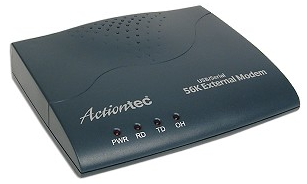 USB/Serial
56K External Modem
Actiontec
PWR RD TD OH